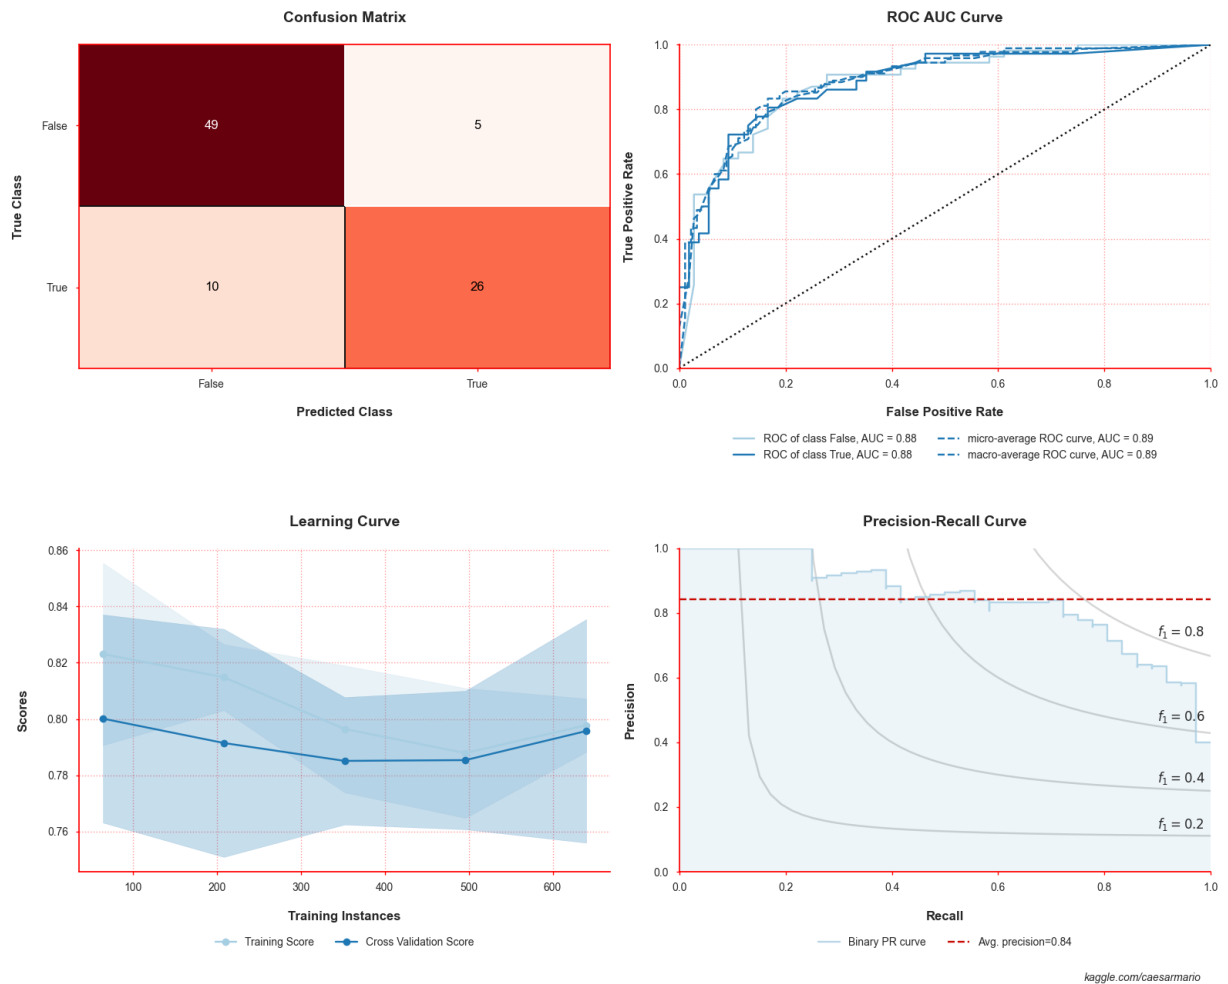 Confusion Matrix
True Class
False
49
5
True
10
26
False
True
Predicted Class
ROC AUC Curve
True Positive Rate
1.0
0.8
0.6
0.4
0.2
0.0
0.0 0.2 0.4 0.6 0.8 1.0
False Positive Rate
ROC of class False, AUC = 0.88
ROC of class True, AUC = 0.88
micro-average ROC curve, AUC = 0.89
macro-average ROC curve, AUC = 0.89
Learning Curve
Scores
0.86
0.84
0.82
0.80
0.78
0.76
100 200 300 400 500 600
Training Instances
Training Score
Cross Validation Score
Precision-Recall Curve
Precision
1.0
0.8
0.6
0.4
0.2
0.0
f₁ = 0.8
f₁ = 0.6
f₁ = 0.4
f₁ = 0.2
0.0 0.2 0.4 0.6 0.8 1.0
Recall
Binary PR curve
Avg. precision=0.84
kaggle.com/caesarmario